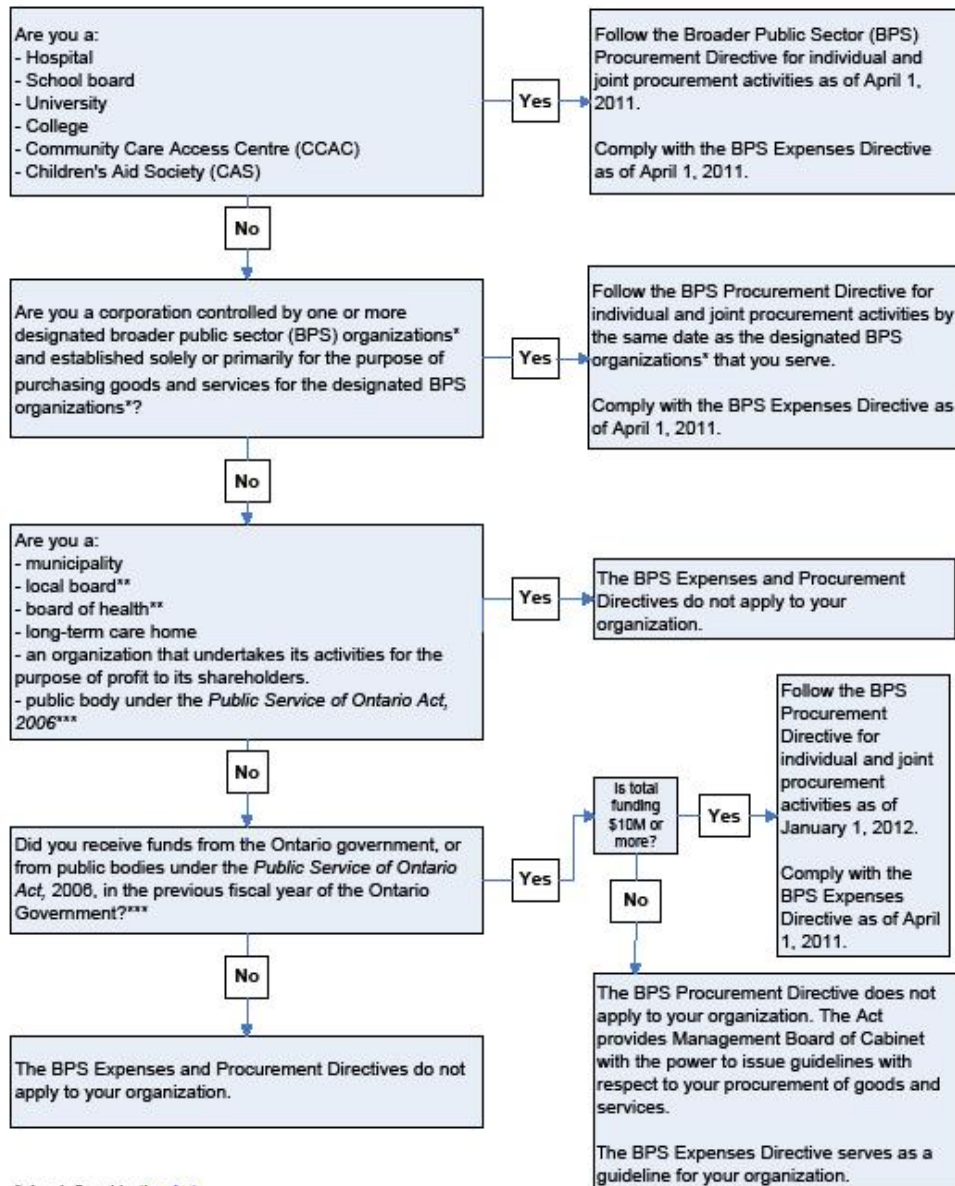 Are you a:
- Hospital
- School board
- University
- College
- Community Care Access Centre (CCAC)
- Children's Aid Society (CAS)
Yes
Follow the Broader Public Sector (BPS)
Procurement Directive for individual and
joint procurement activities as of April 1,
2011.
Comply with the BPS Expenses Directive
as of April 1, 2011.
No
Are you a corporation controlled by one or more
designated broader public sector (BPS) organizations*
and established solely or primarily for the purpose of
purchasing goods and services for the designated BPS
organizations*?
Yes
Follow the BPS Procurement Directive for
individual and joint procurement activities by
the same date as the designated BPS
organizations* that you serve.
Comply with the BPS Expenses Directive as
of April 1, 2011.
No
Are you a:
- municipality
- local board**
- board of health**
- long-term care home
- an organization that undertakes its activities for the
purpose of profit to its shareholders.
- public body under the Public Service of Ontario Act,
2006***
Yes
The BPS Expenses and Procurement
Directives do not apply to your
organization.
No
Did you receive funds from the Ontario government, or
from public bodies under the Public Service of Ontario
Act, 2006, in the previous fiscal year of the Ontario
Government?***
Yes
Is total
funding
$10M or
more?
Yes
Follow the BPS
Procurement
Directive for
individual and joint
procurement
activities as of
January 1, 2012.
Comply with the
BPS Expenses
Directive as of April
1, 2011.
No
The BPS Procurement Directive does not
apply to your organization. The Act
provides Management Board of Cabinet
with the power to issue guidelines with
respect to your procurement of goods and
services.
The BPS Expenses Directive serves as a
guideline for your organization.
No
The BPS Expenses and Procurement Directives do not
apply to your organization.